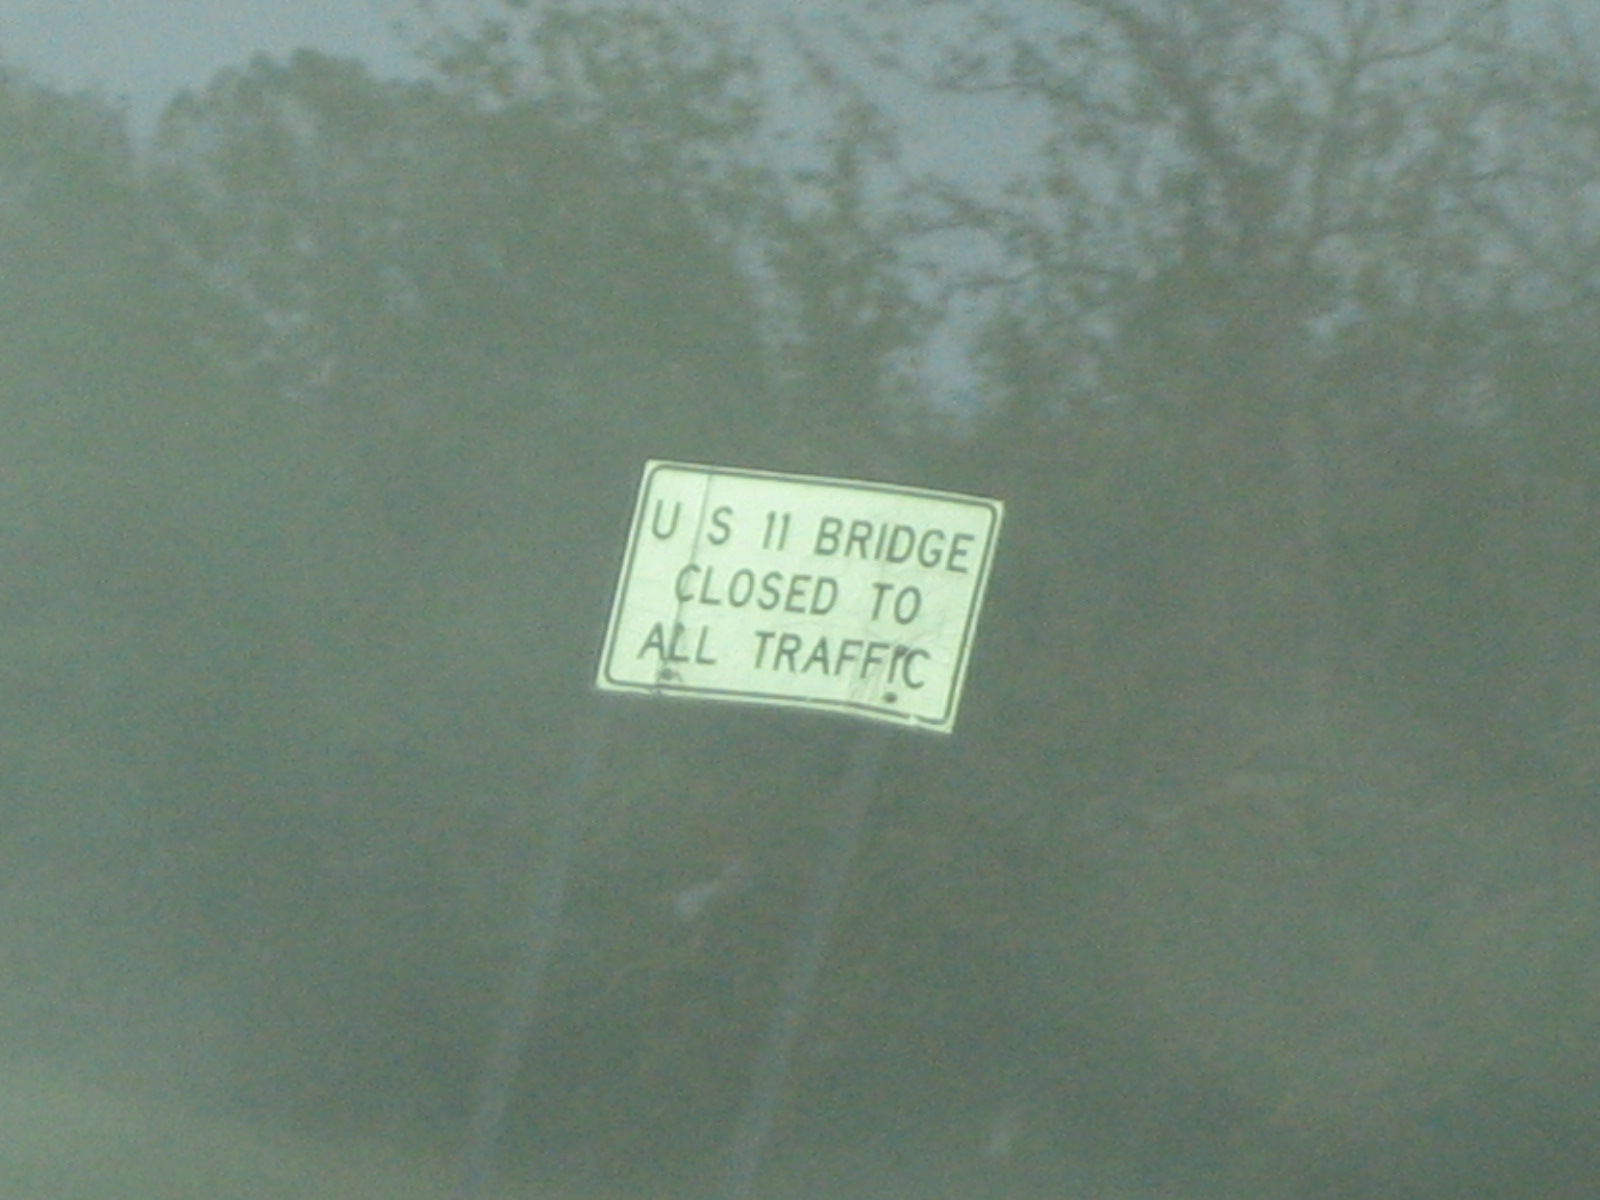 U S 11 BRIDGE
CLOSED TO
ALL TRAFFIC